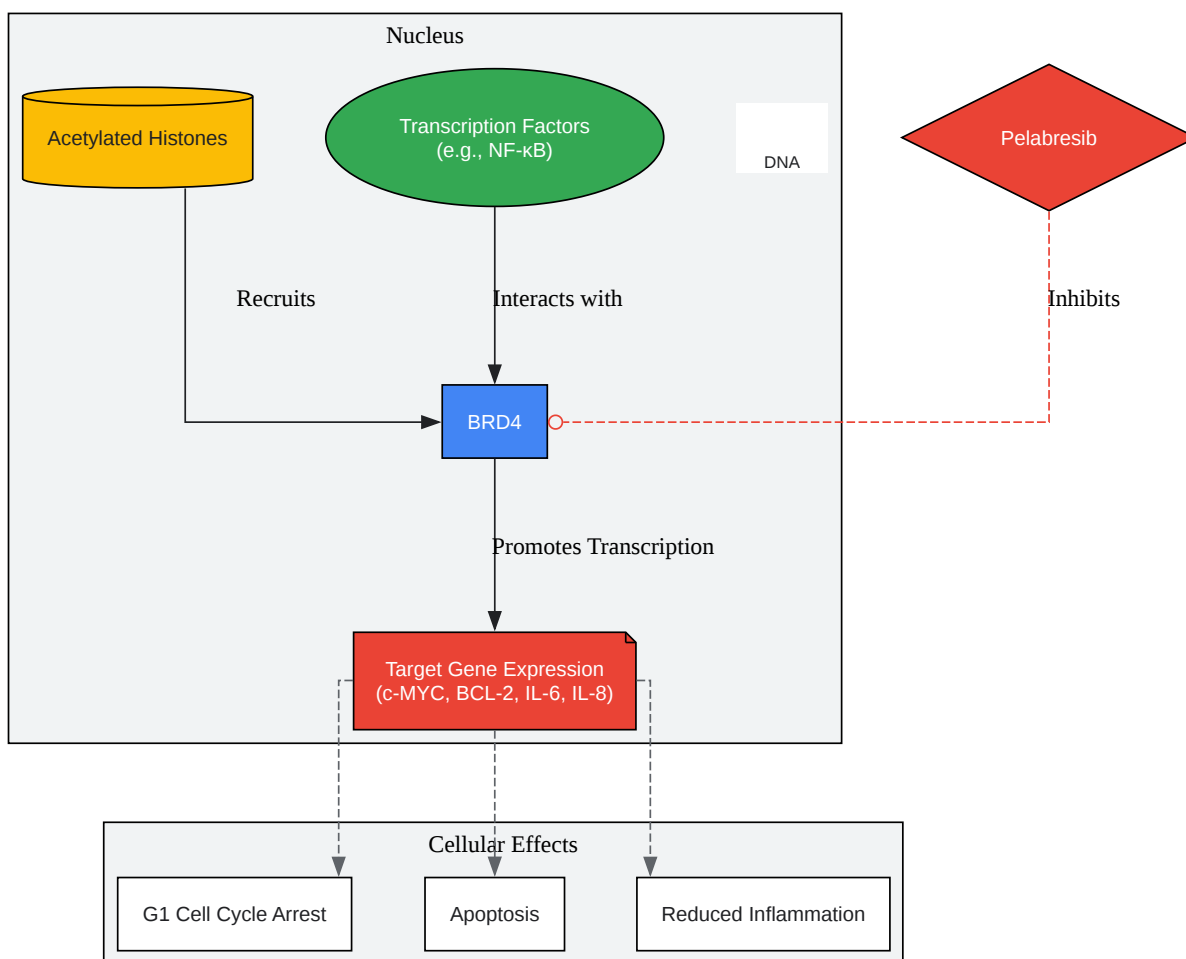 Nucleus
Acetylated Histones
Transcription Factors
(e.g., NF-κB)
DNA
Pelabresib
Recruits
Interacts with
Inhibits
BRD4
Promotes Transcription
Target Gene Expression
(c-MYC, BCL-2, IL-6, IL-8)
Cellular Effects
G1 Cell Cycle Arrest
Apoptosis
Reduced Inflammation